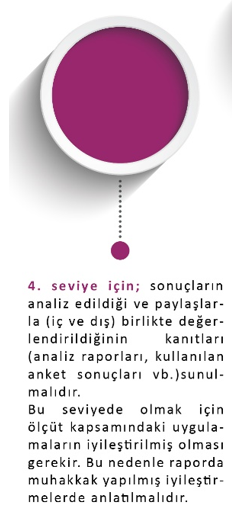 4. seviye için; sonuçların
analiz edildiği ve paylaşlar-
la (iç ve dış) birlikte değer-
lendirildiğinin kanıtları
(analiz raporları, kullanılan
anket sonuçları vb.)sunul-
malıdır.
Bu seviyede olmak için
ölçüt kapsamındaki uygula-
maların iyileştirilmiş olması
gerekir. Bu nedenle raporda
muhakkak yapılmış iyileştir-
melerde anlatılmalıdır.